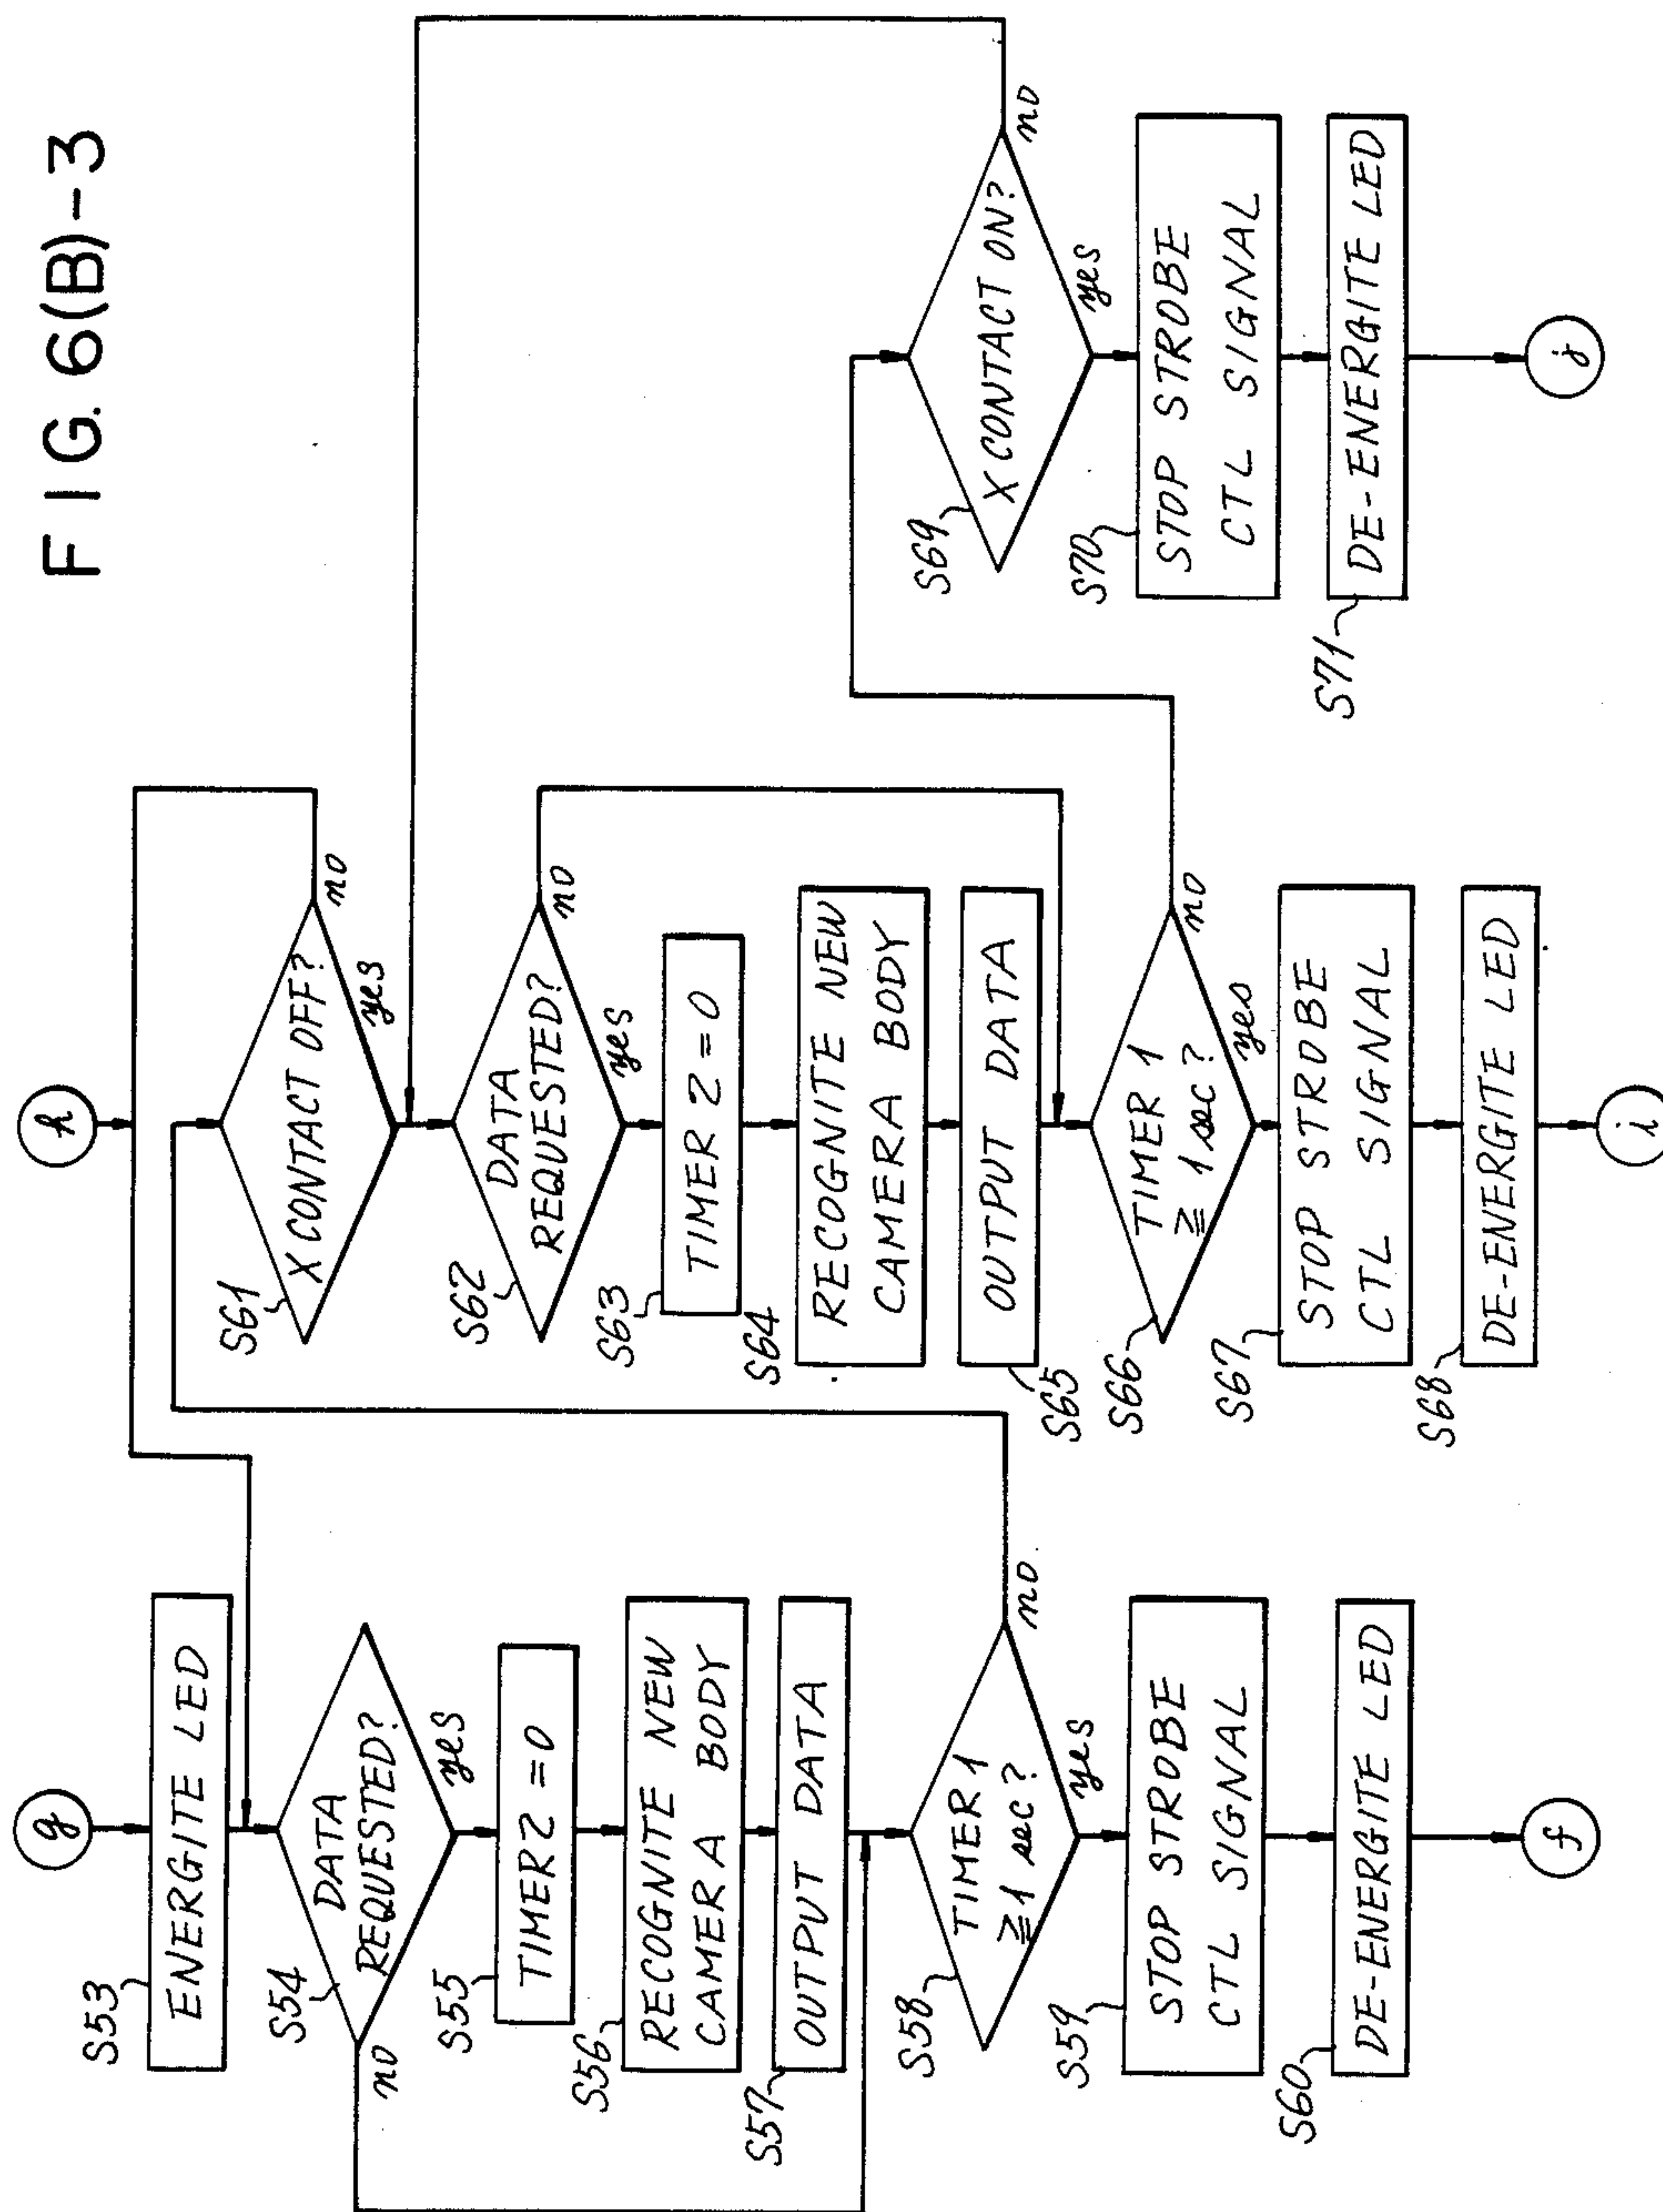 FIG. 6(B)-3
g
S53
ENERGITE LED
S54
DATA
REQUESTED?
no
yes
S55
TIMER2=0
S56
RECOGNITE NEW
CAMERA BODY
S57
OUTPUT DATA
S58
TIMER 1
≧1 sec?
no
yes
S59
STOP STROBE
CTL SIGNAL
S60
DE-ENERGITE LED
f
h
S61
X CONTACT OFF?
no
yes
S62
DATA
REQUESTED?
no
yes
S63
TIMER 2=0
S64
RECOGNITE NEW
CAMERA BODY
S65
OUTPUT DATA
S66
TIMER 1
≧ 1 sec?
no
yes
S67
STOP STROBE
CTL SIGNAL
S68
DE-ENERGITE LED
i
S69
X CONTACT ON?
no
yes
S70
STOP STROBE
CTL SIGNAL
S71
DE-ENERGITE LED
j